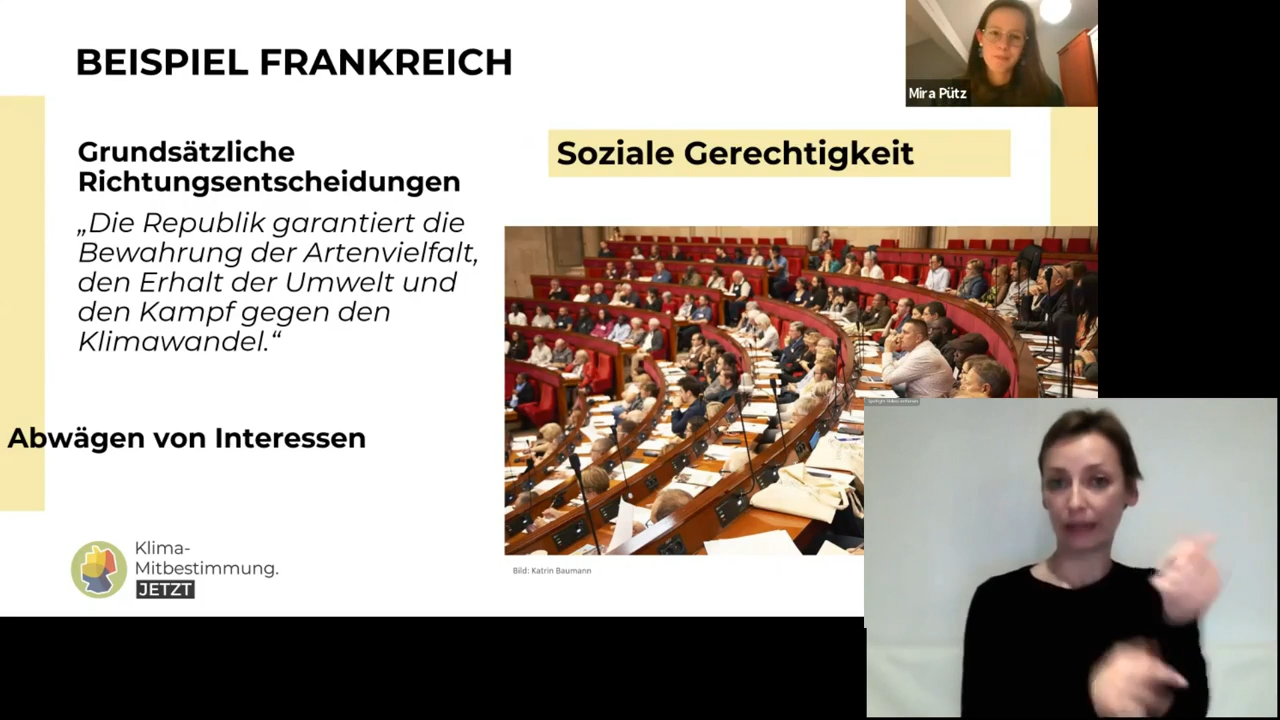 BEISPIEL FRANKREICH
Mira Pütz
Grundsätzliche
Richtungsentscheidungen
Soziale Gerechtigkeit
„Die Republik garantiert die
Bewahrung der Artenvielfalt,
den Erhalt der Umwelt und
den Kampf gegen den
Klimawandel.“
Abwägen von Interessen
Klima-
Mitbestimmung.
JETZT
Bild: Katrin Baumann